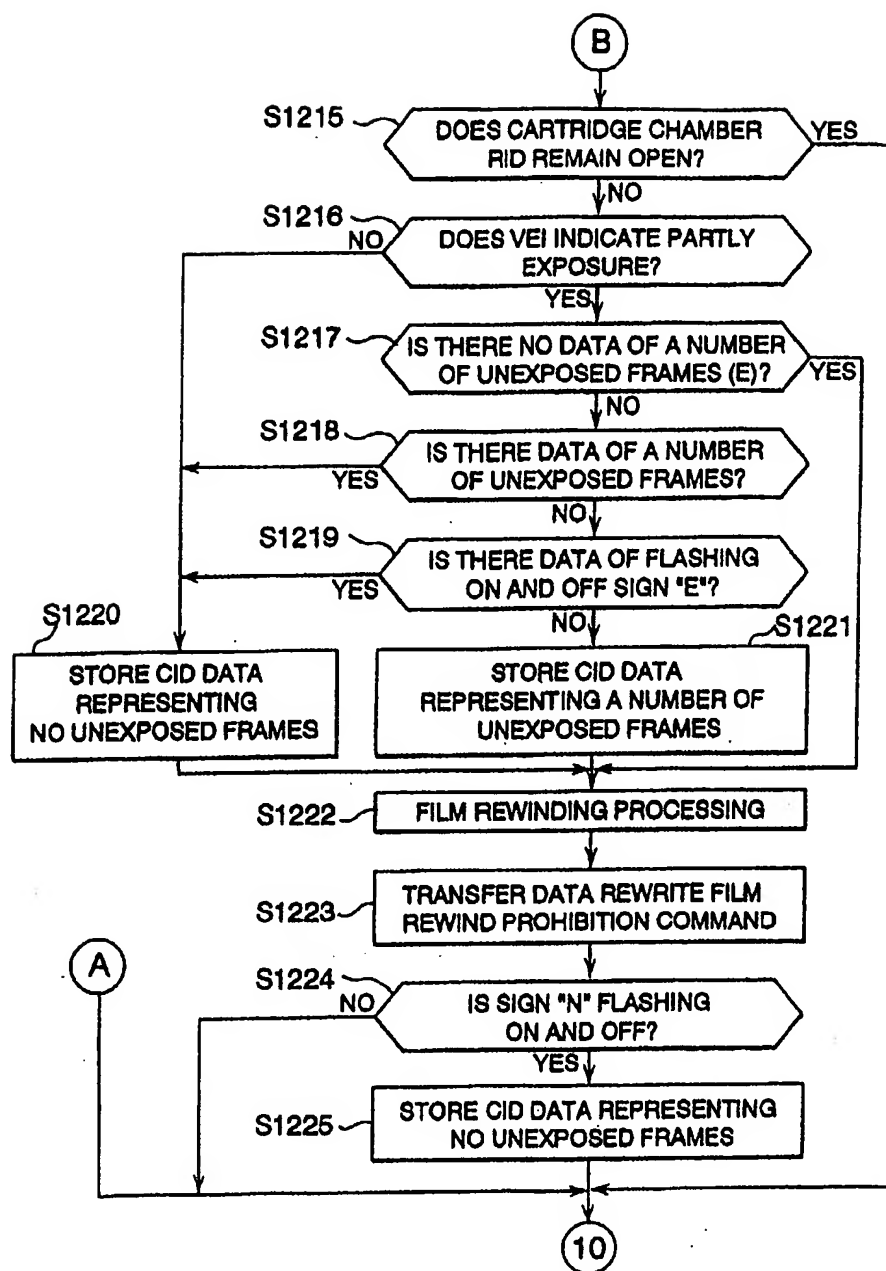 B
S1215
DOES CARTRIDGE CHAMBER
RID REMAIN OPEN?
YES
NO
S1216
NO
DOES VEI INDICATE PARTLY
EXPOSURE?
YES
S1217
IS THERE NO DATA OF A NUMBER
OF UNEXPOSED FRAMES (E)?
YES
NO
S1218
IS THERE DATA OF A NUMBER
OF UNEXPOSED FRAMES?
YES
NO
S1219
IS THERE DATA OF FLASHING
ON AND OFF SIGN "E"?
YES
NO
S1220
STORE CID DATA
REPRESENTING
NO UNEXPOSED FRAMES
S1221
STORE CID DATA
REPRESENTING A NUMBER OF
UNEXPOSED FRAMES
S1222
FILM REWINDING PROCESSING
S1223
TRANSFER DATA REWRITE FILM
REWIND PROHIBITION COMMAND
A
S1224
NO
IS SIGN "N" FLASHING
ON AND OFF?
YES
S1225
STORE CID DATA REPRESENTING
NO UNEXPOSED FRAMES
10